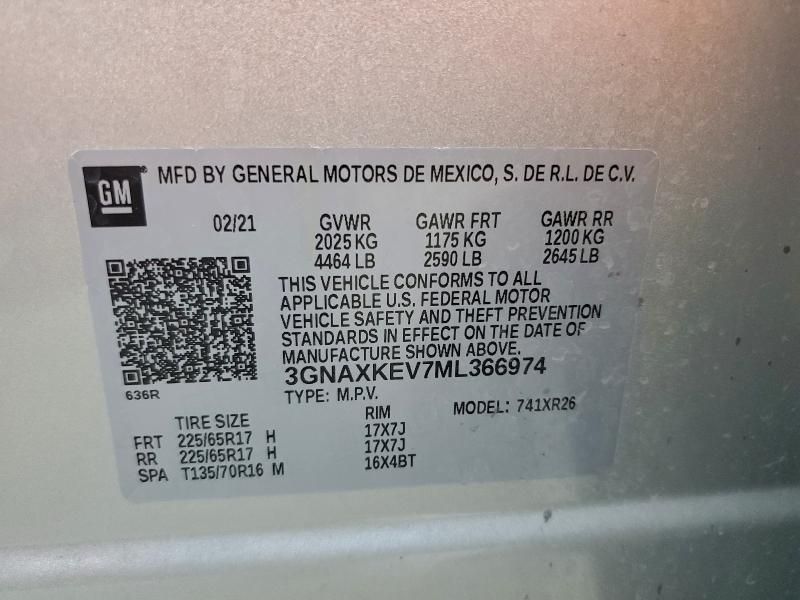 GM
MFD BY GENERAL MOTORS DE MEXICO, S. DE R.L. DE C.V.
02/21 GVWR GAWR FRT GAWR RR
2025 KG 1175 KG 1200 KG
4464 LB 2590 LB 2645 LB
THIS VEHICLE CONFORMS TO ALL
APPLICABLE U.S. FEDERAL MOTOR
VEHICLE SAFETY AND THEFT PREVENTION
STANDARDS IN EFFECT ON THE DATE OF
MANUFACTURE SHOWN ABOVE.
3GNAXKEV7ML366974
636R
TYPE: M.P.V. MODEL: 741XR26
TIRE SIZE RIM
FRT 225/65R17 H 17X7J
RR 225/65R17 H 17X7J
SPA T135/70R16 M 16X4BT